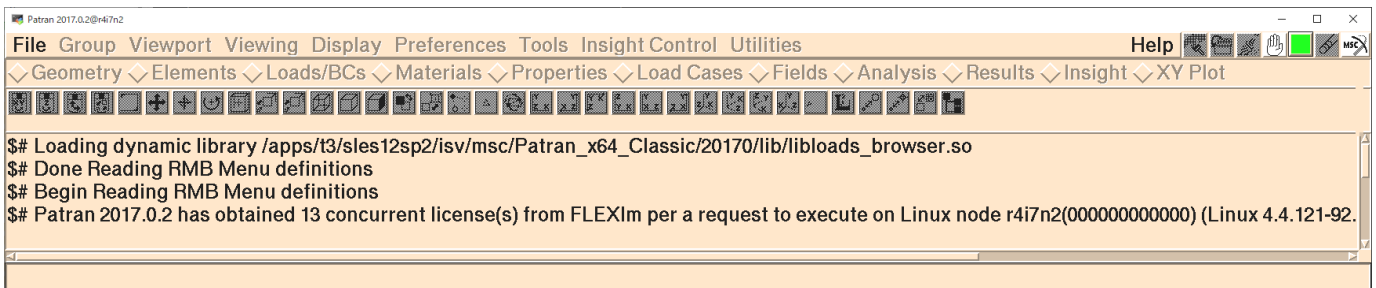 Patran 2017.0.2@r4i7n2
File Group Viewport Viewing Display Preferences Tools Insight Control Utilities Help MSC
Geometry Elements Loads/BCs Materials Properties Load Cases Fields Analysis Results Insight XY Plot
$# Loading dynamic library /apps/t3/sles12sp2/isv/msc/Patran_x64_Classic/20170/lib/libloads_browser.so
$# Done Reading RMB Menu definitions
$# Begin Reading RMB Menu definitions
$# Patran 2017.0.2 has obtained 13 concurrent license(s) from FLEXlm per a request to execute on Linux node r4i7n2(000000000000) (Linux 4.4.121-92.